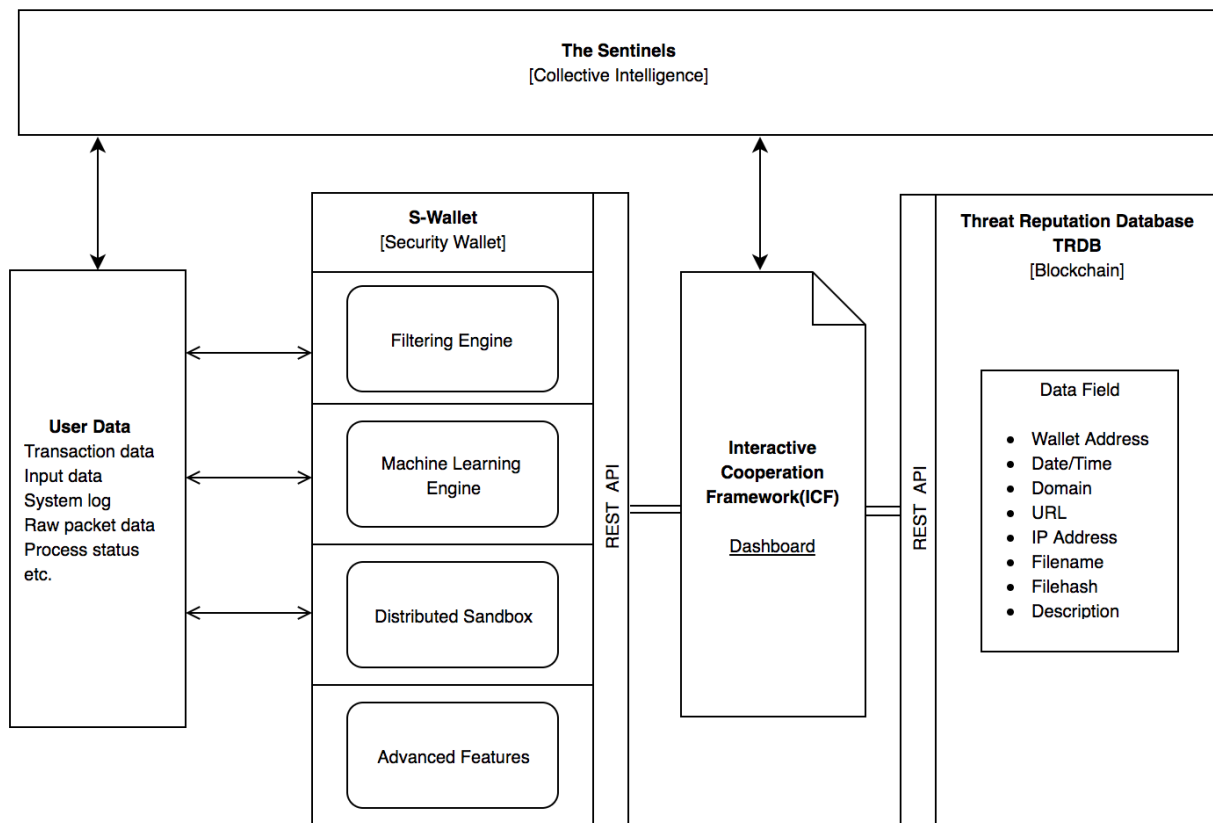 The Sentinels
[Collective Intelligence]
S-Wallet
[Security Wallet]
Threat Reputation Database
TRDB
[Blockchain]
Filtering Engine
User Data
Transaction data
Input data
System log
Raw packet data
Process status
etc.
Machine Learning
Engine
Distributed Sandbox
Advanced Features
REST API
Interactive
Cooperation
Framework(ICF)
Dashboard
REST API
Data Field
● Wallet Address
● Date/Time
● Domain
● URL
● IP Address
● Filename
● Filehash
● Description